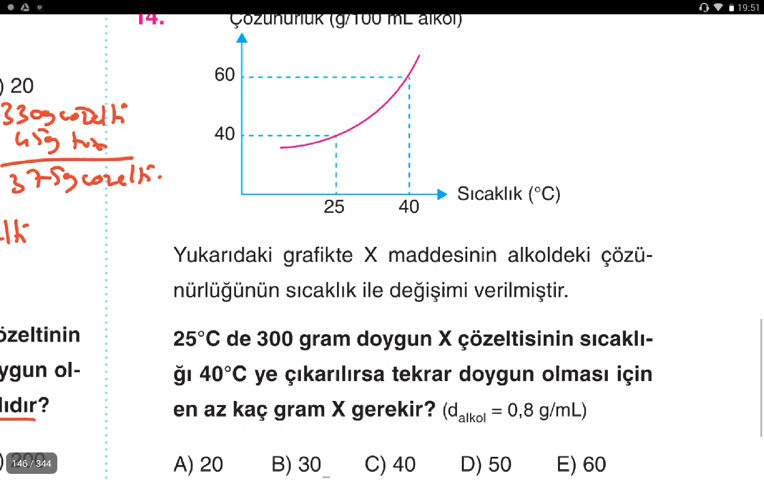 19:51
14. Çözünürlük (g/100 mL alkol)
) 20
60
330g çözelti
45g tuz
40
375g çözelti.
Sıcaklık (°C)
25 40
elti
Yukarıdaki grafikte X maddesinin alkoldeki çözü-
nürlüğünün sıcaklık ile değişimi verilmiştir.
özeltinin
25°C de 300 gram doygun X çözeltisinin sıcaklı-
ygun ol-
ğı 40°C ye çıkarılırsa tekrar doygun olması için
lıdır?
en az kaç gram X gerekir? (dalkol = 0,8 g/mL)
146 / 344
A) 20 B) 30 C) 40 D) 50 E) 60